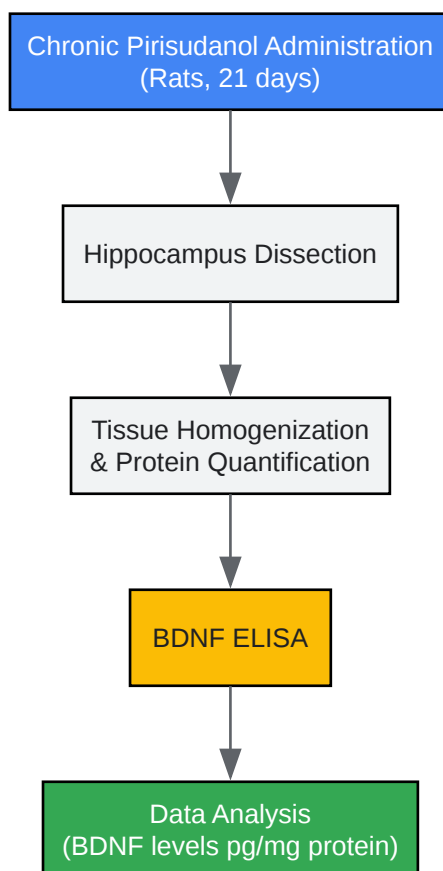 Chronic Pirisudanol Administration
(Rats, 21 days)
Hippocampus Dissection
Tissue Homogenization
& Protein Quantification
BDNF ELISA
Data Analysis
(BDNF levels pg/mg protein)